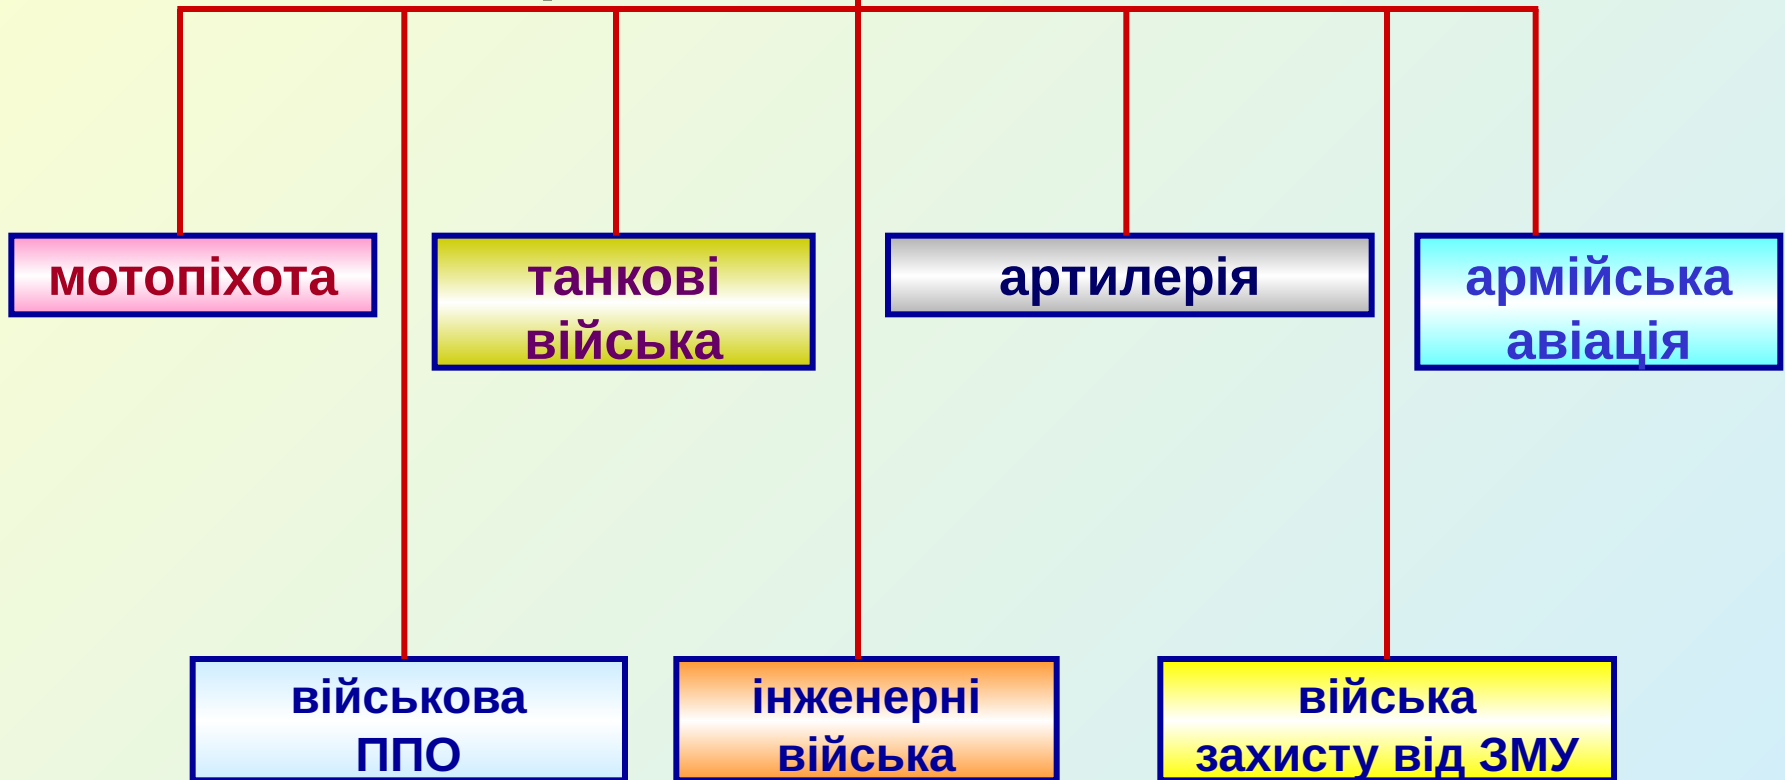 мотопіхота
танкові
війська
артилерія
армійська
авіація
військова
ППО
інженерні
війська
війська
захисту від ЗМУ